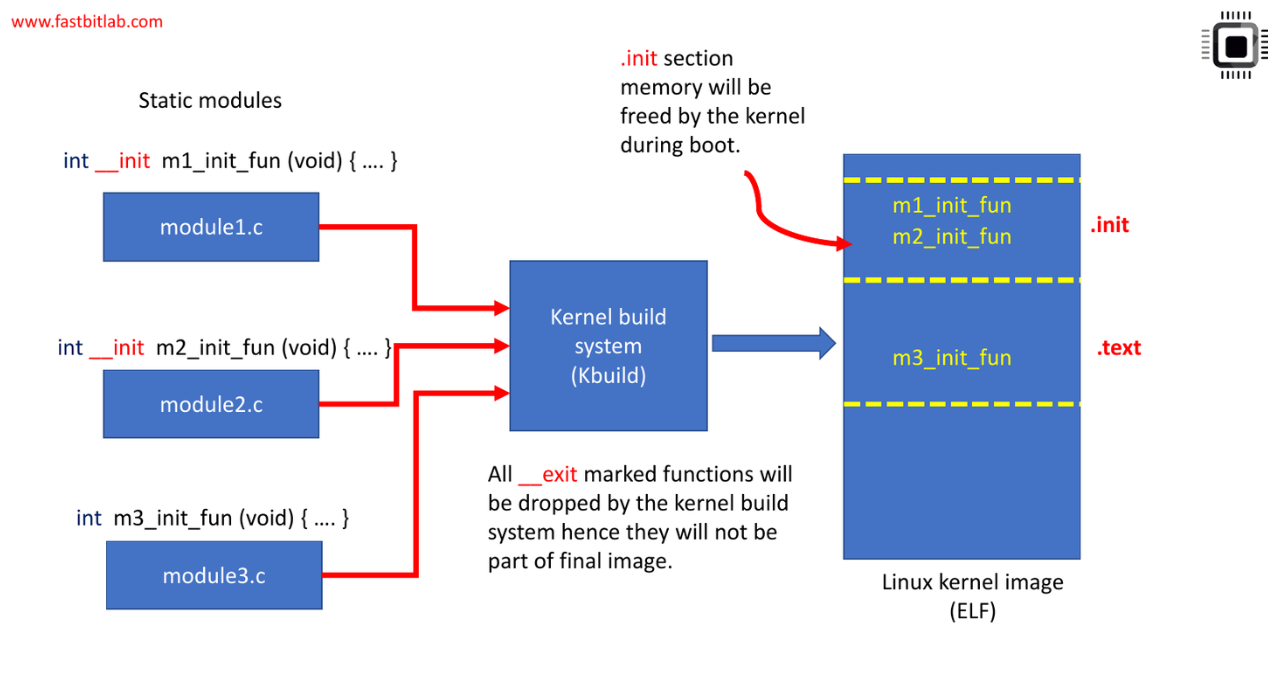 www.fastbitlab.com
Static modules
int __init m1_init_fun (void) { .... }
module1.c
int __init m2_init_fun (void) { .... }
module2.c
int m3_init_fun (void) { .... }
module3.c
Kernel build
system
(Kbuild)
All __exit marked functions will
be dropped by the kernel build
system hence they will not be
part of final image.
.init section
memory will be
freed by the kernel
during boot.
m1_init_fun
m2_init_fun
.init
m3_init_fun
.text
Linux kernel image
(ELF)